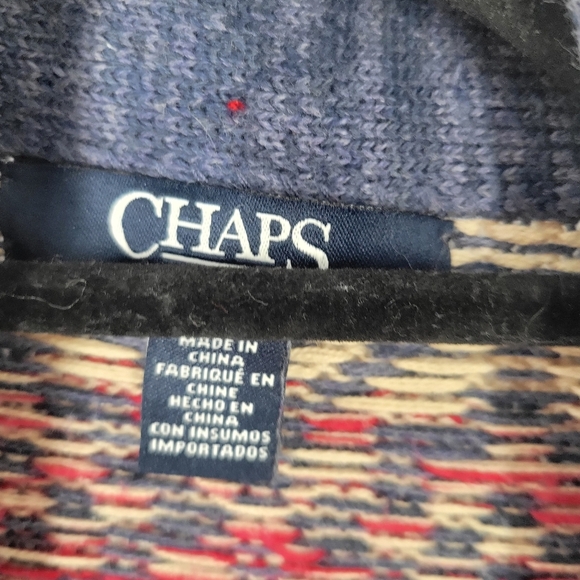 CHAPS
MADE IN
CHINA
FABRIQUÉ EN
CHINE
HECHO EN
CHINA
CON INSUMOS
IMPORTADOS